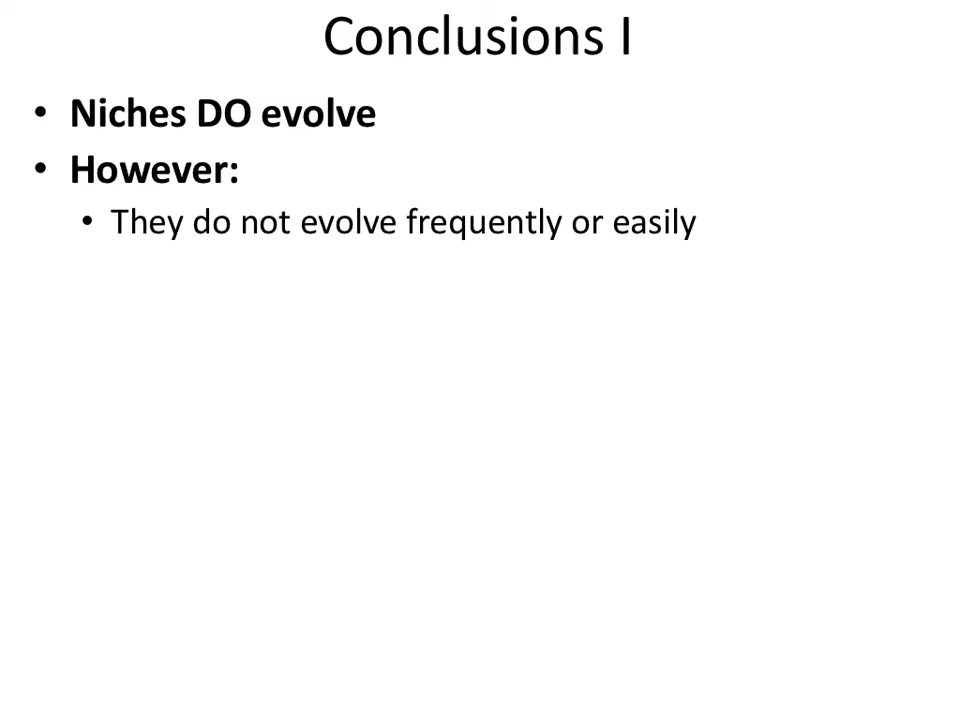 Conclusions I
• Niches DO evolve
• However:
• They do not evolve frequently or easily